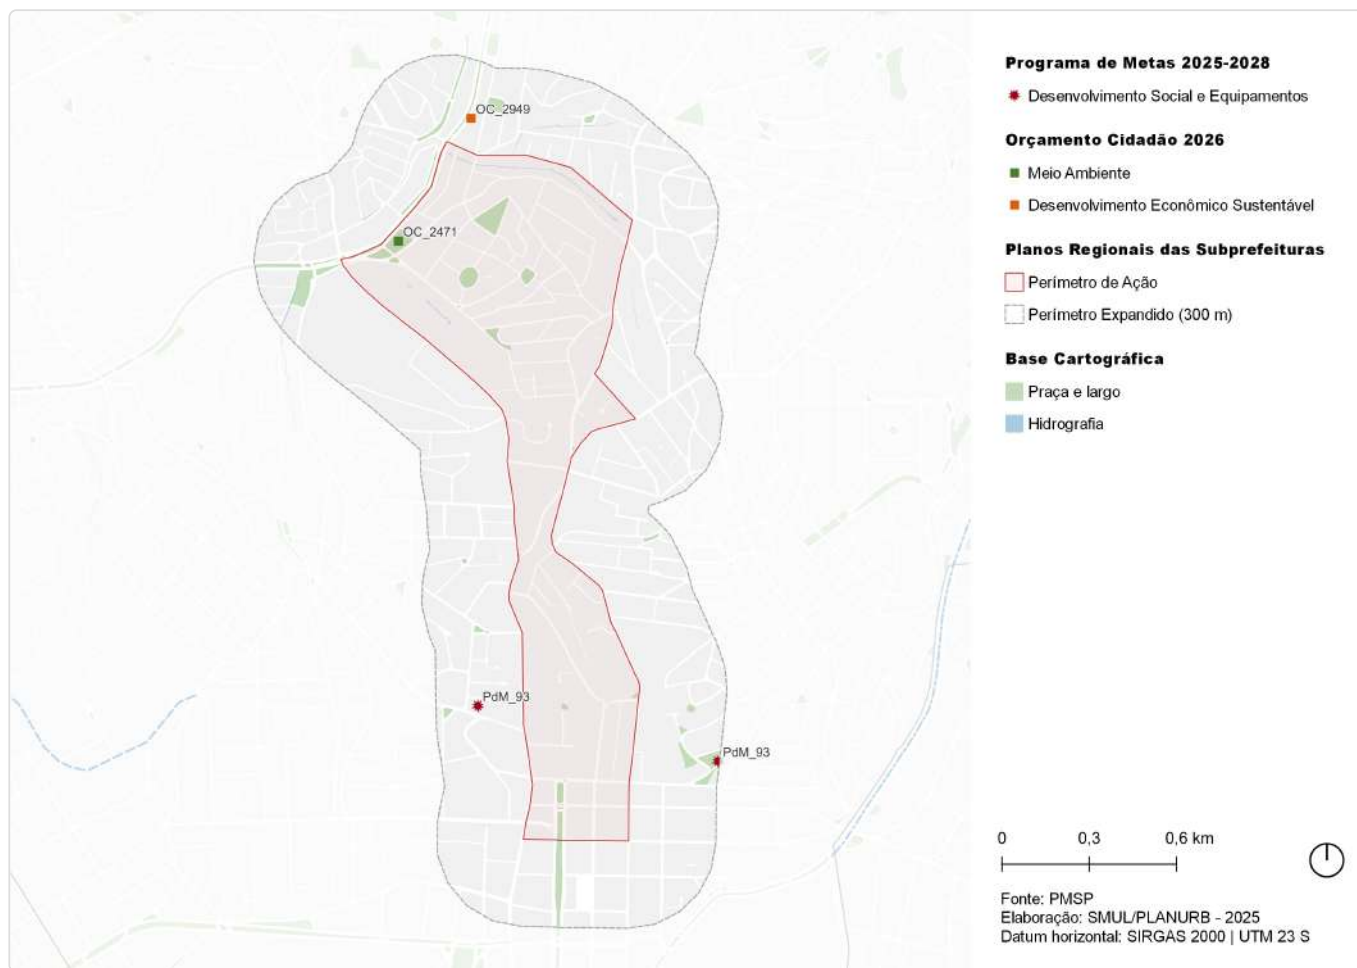 OC_2949
OC_2471
PdM_93
PdM_93
Programa de Metas 2025-2028
Desenvolvimento Social e Equipamentos
Orçamento Cidadão 2026
Meio Ambiente
Desenvolvimento Econômico Sustentável
Planos Regionais das Subprefeituras
Perímetro de Ação
Perímetro Expandido (300 m)
Base Cartográfica
Praça e largo
Hidrografia
0 0,3 0,6 km
Fonte: PMSP
Elaboração: SMUL/PLANURB - 2025
Datum horizontal: SIRGAS 2000 | UTM 23 S